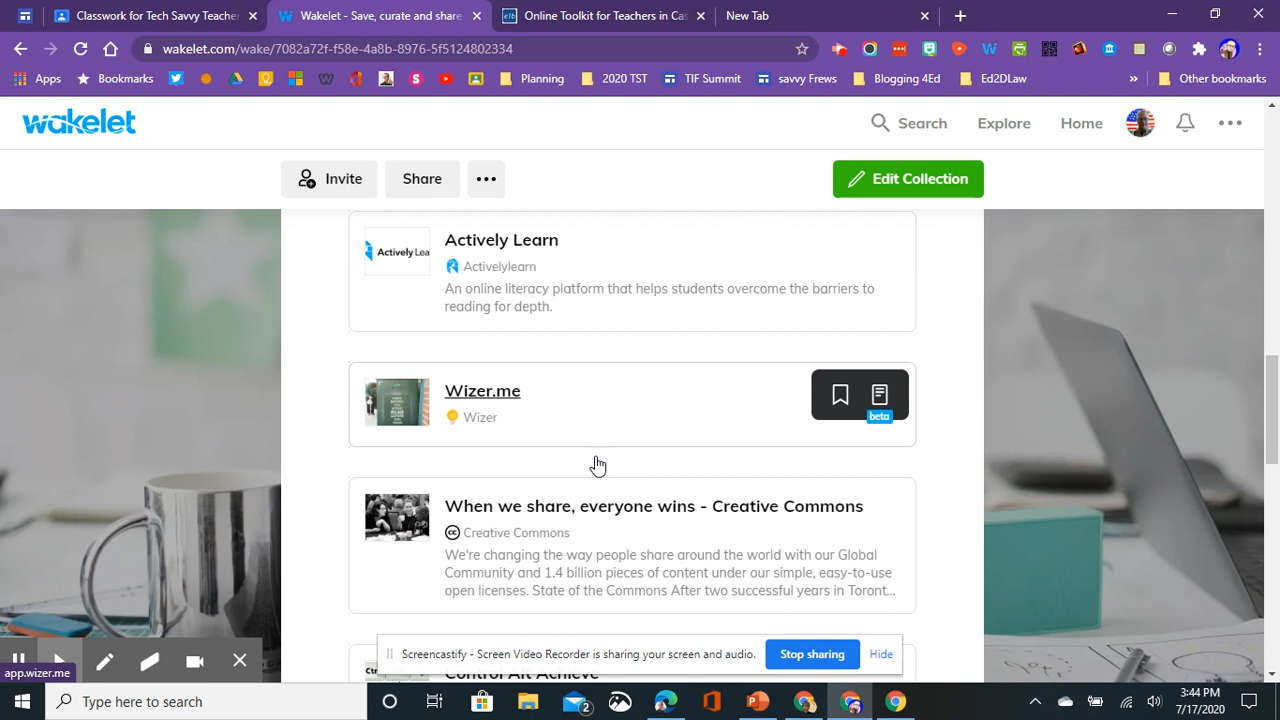 Classwork for Tech Savvy Teacher
Wakelet - Save, curate and share
Online Toolkit for Teachers in Cas
New Tab
wakelet.com/wake/7082a72f-f58e-4a8b-8976-5f5124802334
Apps
Bookmarks
Planning
2020 TST
TIF Summit
savvy Frews
Blogging 4Ed
Ed2DLaw
Other bookmarks
wakelet
Search
Explore
Home
Invite
Share
Edit Collection
Actively Lea
Actively Learn
Activelylearn
An online literacy platform that helps students overcome the barriers to
reading for depth.
Wizer.me
Wizer
beta
When we share, everyone wins - Creative Commons
Creative Commons
We're changing the way people share around the world with our Global
Community and 1.4 billion pieces of content under our simple, easy-to-use
open licenses. State of the Commons After two successful years in Toront...
Control Alt Achieve
Screencastify - Screen Video Recorder is sharing your screen and audio.
Stop sharing
Hide
app.wizer.me
Type here to search
2
3:44 PM
7/17/2020